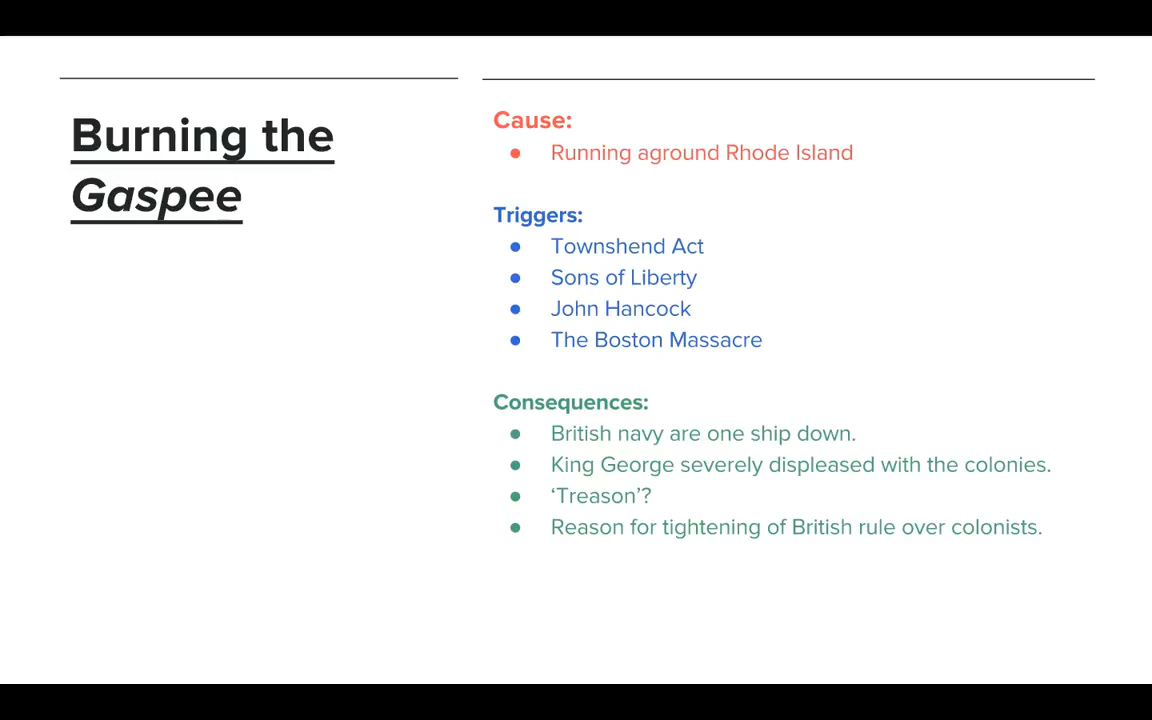 Burning the
Gaspee
Cause:
● Running aground Rhode Island
Triggers:
● Townshend Act
● Sons of Liberty
● John Hancock
● The Boston Massacre
Consequences:
● British navy are one ship down.
● King George severely displeased with the colonies.
● ‘Treason’?
● Reason for tightening of British rule over colonists.